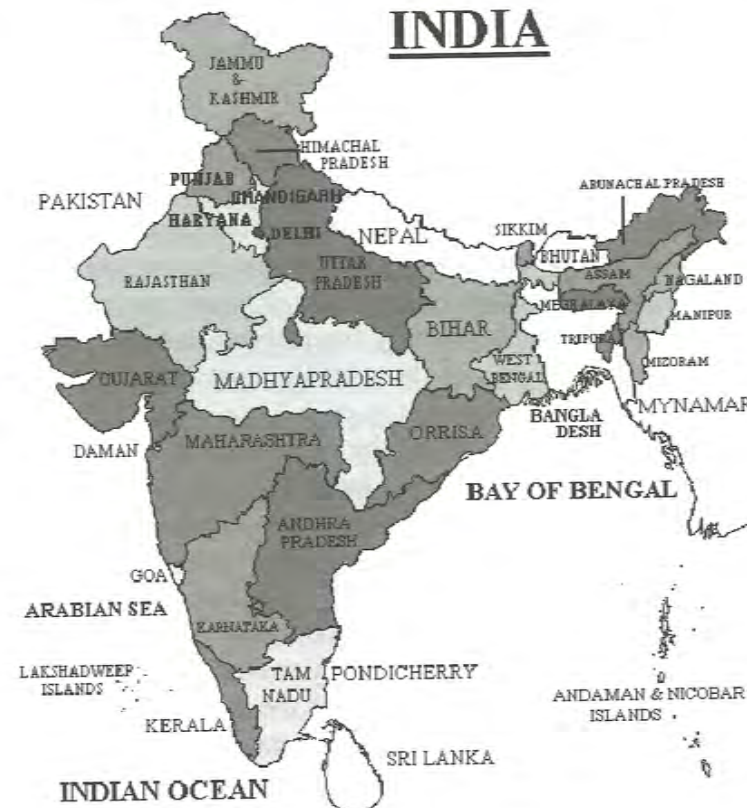 INDIA
JAMMU
&
KASHMIR
HIMACHAL
PRADESH
PUNJAB
CHANDIGARH
PAKISTAN
HARYANA
DELHI
NEPAL
SIKKIM
ARUNACHAL PRADESH
BHUTAN
ASSAM
NAGALAND
RAJASTHAN
UTTAR
PRADESH
MEGHALAYA
MANIPUR
BIHAR
TRIPURA
MIZORAM
WEST
BENGAL
GUJARAT
MADHYAPRADESH
MYNAMAR
BANGLA
DESH
DAMAN
MAHARASHTRA
ORRISA
BAY OF BENGAL
ANDHRA
PRADESH
GOA
ARABIAN SEA
KARNATAKA
LAKSHADWEEP
ISLANDS
TAM
NADU
PONDICHERRY
ANDAMAN & NICOBAR
ISLANDS
KERALA
SRI LANKA
INDIAN OCEAN